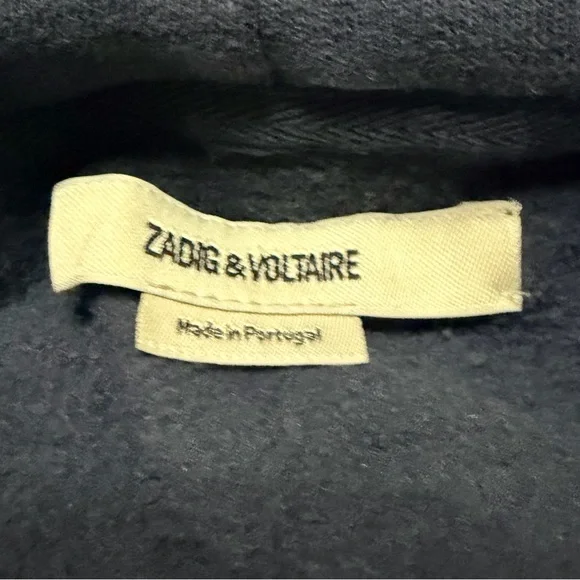 ZADIG & VOLTAIRE
Made in Portugal